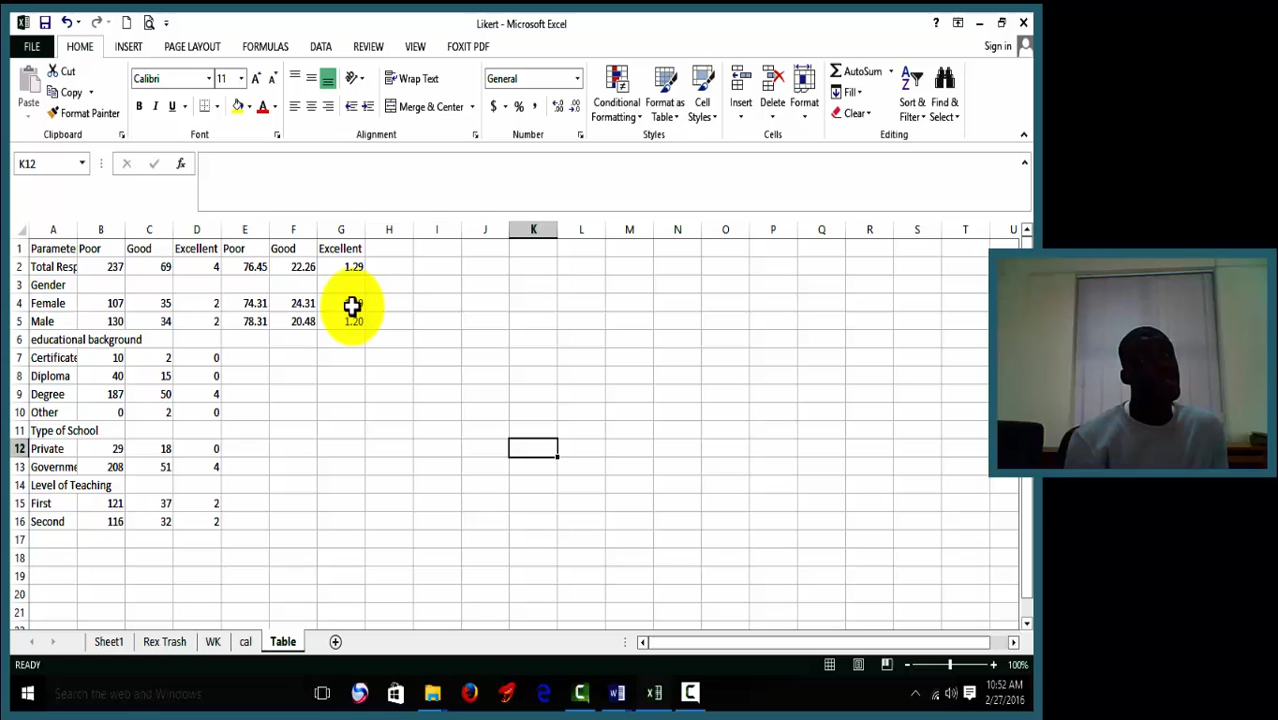 Likert - Microsoft Excel
FILE HOME INSERT PAGE LAYOUT FORMULAS DATA REVIEW VIEW FOXIT PDF Sign in
Cut
Copy
Format Painter
Paste
Calibri 11
B I U
Wrap Text
Merge & Center
General
$ % ,
Conditional Formatting
Format as Table
Cell Styles
Insert Delete Format
AutoSum
Fill
Clear
Sort & Filter
Find & Select
Clipboard Font Alignment Number Styles Cells Editing
K12 fx
A B C D E F G H I J K L M N O P Q R S T U
1 Paramete Poor Good Excellent Poor Good Excellent
2 Total Resp 237 69 4 76.45 22.26 1.29
3 Gender
4 Female 107 35 2 74.31 24.31
5 Male 130 34 2 78.31 20.48 1.20
6 educational background
7 Certificate 10 2 0
8 Diploma 40 15 0
9 Degree 187 50 4
10 Other 0 2 0
11 Type of School
12 Private 29 18 0
13 Governme 208 51 4
14 Level of Teaching
15 First 121 37 2
16 Second 116 32 2
17
18
19
20
21
Sheet1 Rex Trash WK cal Table
READY 100%
Search the web and Windows
10:52 AM
2/27/2016